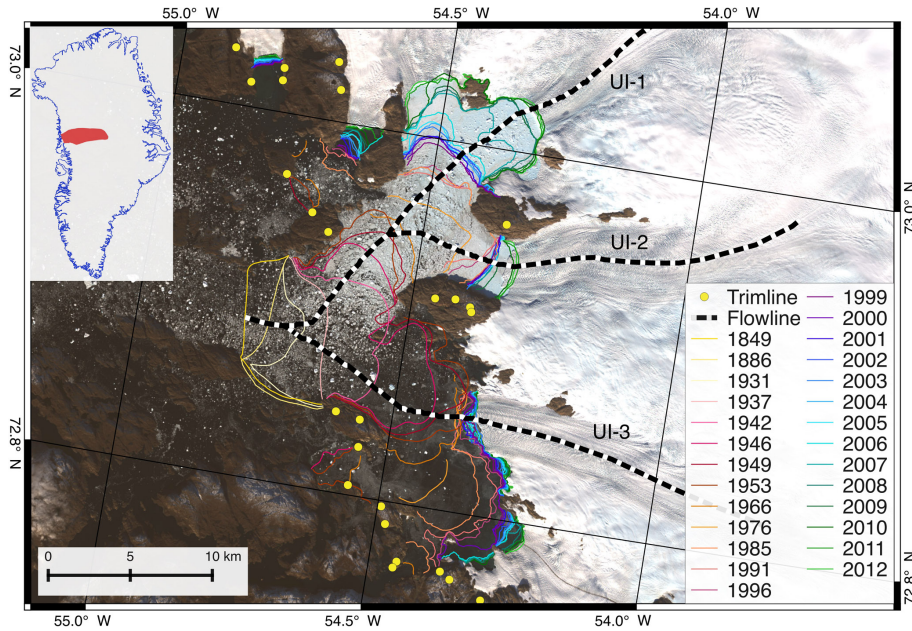 55.0° W
54.5° W
54.0° W
73.0° N
73.0° N
72.8° N
72.8° N
UI-1
UI-2
UI-3
Trimline
Flowline
1849
1886
1931
1937
1942
1946
1949
1953
1966
1976
1985
1991
1996
1999
2000
2001
2002
2003
2004
2005
2006
2007
2008
2009
2010
2011
2012
0 5 10 km
55.0° W
54.5° W
54.0° W